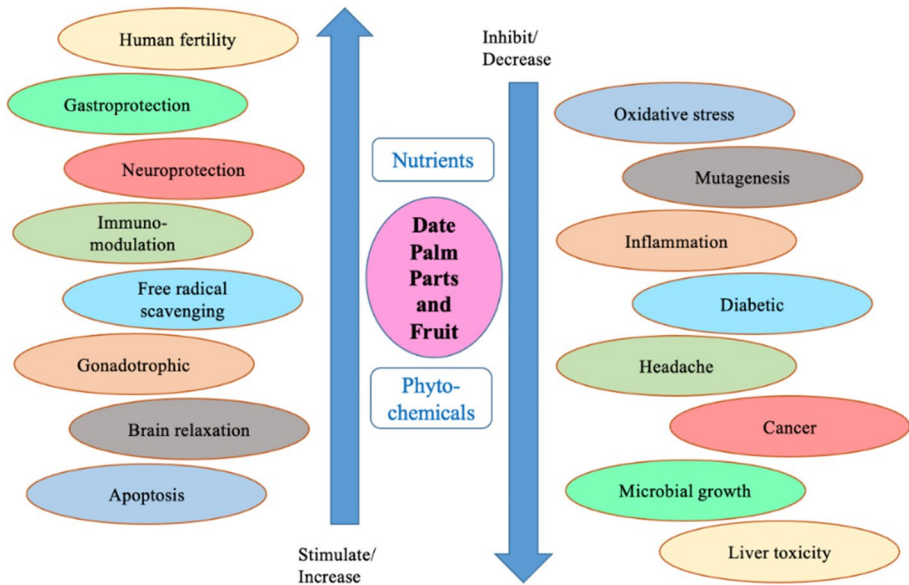 Human fertility
Gastroprotection
Neuroprotection
Immuno-
modulation
Free radical
scavenging
Gonadotrophic
Brain relaxation
Apoptosis
Stimulate/
Increase
Nutrients
Date
Palm
Parts
and
Fruit
Phyto-
chemicals
Inhibit/
Decrease
Oxidative stress
Mutagenesis
Inflammation
Diabetic
Headache
Cancer
Microbial growth
Liver toxicity